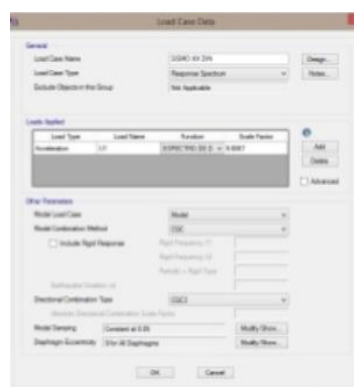 Load Case Data
General
Load Case Name
Design...
Load Case Type Response Spectrum
Notes...
Exclude Objects in this Group Not Applicable
Loads Applied
Load Type Load Name Function Scale Factor
Acceleration U1
Add
Delete
Advanced
Other Parameters
Modal Load Case Modal
Modal Combination Method CQC
Include Rigid Response
Rigid Frequency, f1
Rigid Frequency, f2
Periodic + Rigid Type
Earthquake Duration, td
Directional Combination Type CQC3
Absolute Directional Combination Scale Factor
Modal Damping Constant at 0.05 Modify/Show...
Diaphragm Eccentricity 0 for All Diaphragms Modify/Show...
OK Cancel